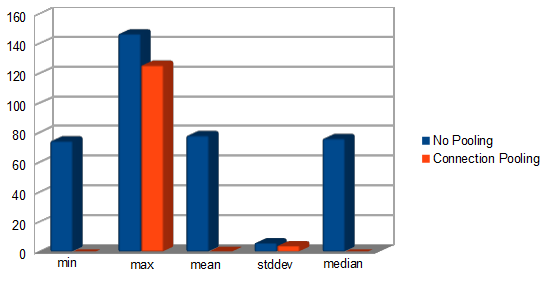 160
140
120
100
80
60
40
20
0
min
max
mean
stddev
median
No Pooling
Connection Pooling